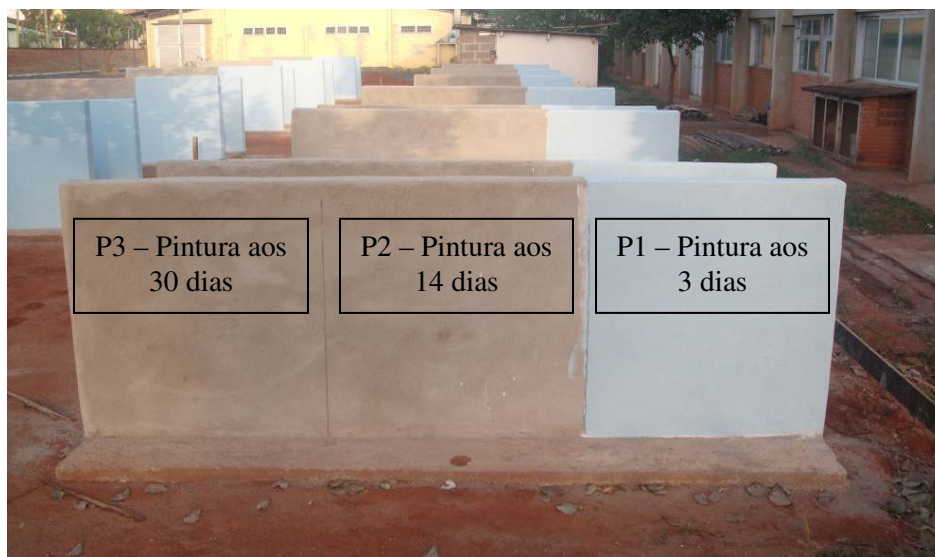 P3 – Pintura aos
30 dias
P2 – Pintura aos
14 dias
P1 – Pintura aos
3 dias